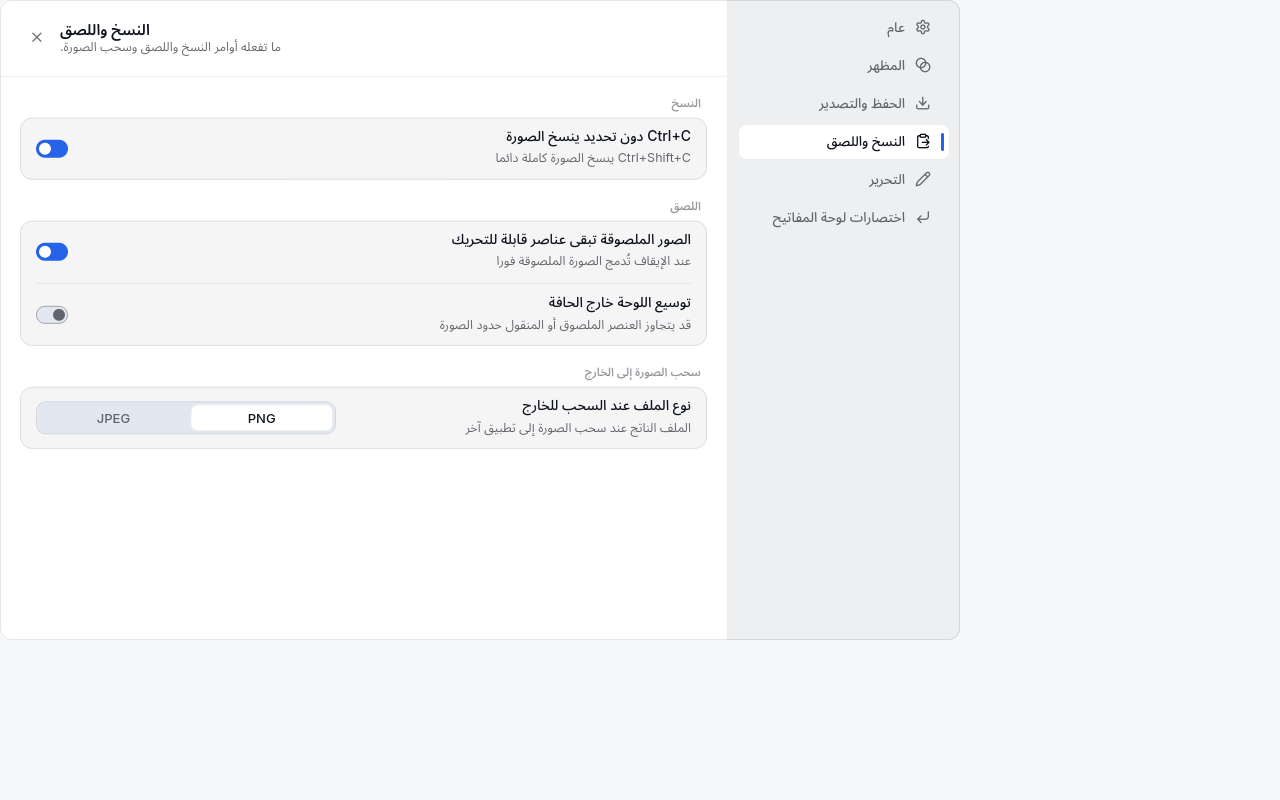 عام
المظهر
الحفظ والتصدير
النسخ واللصق
التحرير
اختصارات لوحة المفاتيح
النسخ واللصق
ما تفعله أوامر النسخ واللصق وسحب الصورة.
النسخ
Ctrl+C دون تحديد ينسخ الصورة
Ctrl+Shift+C ينسخ الصورة كاملة دائما
اللصق
الصور الملصوقة تبقى عناصر قابلة للتحريك
عند الإيقاف تُدمج الصورة الملصوقة فورا
توسيع اللوحة خارج الحافة
قد يتجاوز العنصر الملصوق أو المنقول حدود الصورة
سحب الصورة إلى الخارج
نوع الملف عند السحب للخارج
الملف الناتج عند سحب الصورة إلى تطبيق آخر
PNG
JPEG